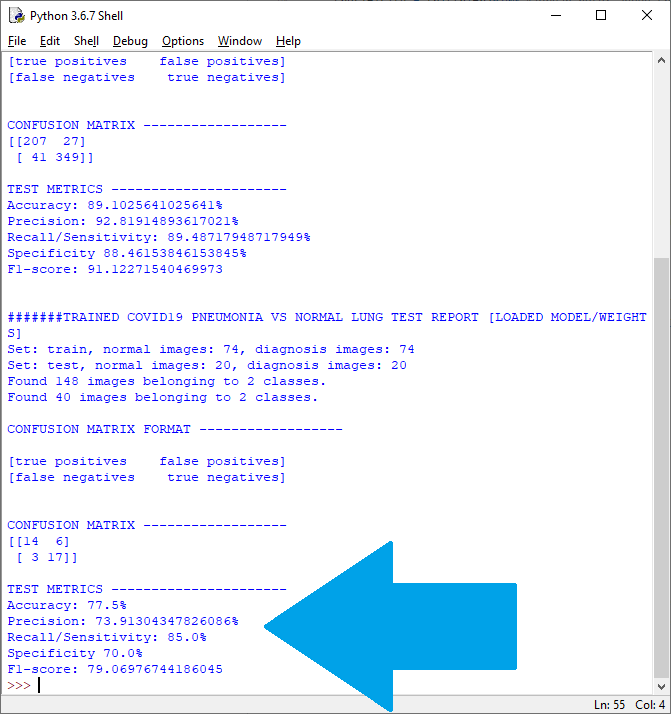 Python 3.6.7 Shell
File Edit Shell Debug Options Window Help
[true positives    false positives]
[false negatives    true negatives]
CONFUSION MATRIX ------------------
[[207  27]
 [ 41 349]]
TEST METRICS ----------------------
Accuracy: 89.1025641025641%
Precision: 92.81914893617021%
Recall/Sensitivity: 89.48717948717949%
Specificity 88.46153846153845%
F1-score: 91.12271540469973
#######TRAINED COVID19 PNEUMONIA VS NORMAL LUNG TEST REPORT [LOADED MODEL/WEIGHT
S]
Set: train, normal images: 74, diagnosis images: 74
Set: test, normal images: 20, diagnosis images: 20
Found 148 images belonging to 2 classes.
Found 40 images belonging to 2 classes.
CONFUSION MATRIX FORMAT ------------------
[true positives    false positives]
[false negatives    true negatives]
CONFUSION MATRIX ------------------
[[14  6]
 [ 3 17]]
TEST METRICS ----------------------
Accuracy: 77.5%
Precision: 73.91304347826086%
Recall/Sensitivity: 85.0%
Specificity 70.0%
F1-score: 79.06976744186045
>>>
Ln: 55 Col: 4